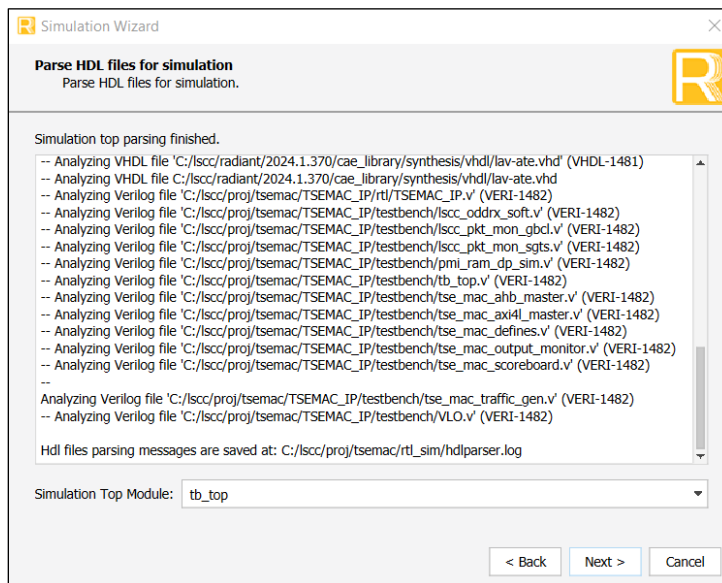 Simulation Wizard
Parse HDL files for simulation
Parse HDL files for simulation.
Simulation top parsing finished.
-- Analyzing VHDL file 'C:/lscc/radiant/2024.1.370/cae_library/synthesis/vhdl/lav-ate.vhd' (VHDL-1481)
-- Analyzing VHDL file C:/lscc/radiant/2024.1.370/cae_library/synthesis/vhdl/lav-ate.vhd
-- Analyzing Verilog file 'C:/lscc/proj/tsemac/TSEMAC_IP/rtl/TSEMAC_IP.v' (VERI-1482)
-- Analyzing Verilog file 'C:/lscc/proj/tsemac/TSEMAC_IP/testbench/lscc_oddrx_soft.v' (VERI-1482)
-- Analyzing Verilog file 'C:/lscc/proj/tsemac/TSEMAC_IP/testbench/lscc_pkt_mon_gbcl.v' (VERI-1482)
-- Analyzing Verilog file 'C:/lscc/proj/tsemac/TSEMAC_IP/testbench/lscc_pkt_mon_sgts.v' (VERI-1482)
-- Analyzing Verilog file 'C:/lscc/proj/tsemac/TSEMAC_IP/testbench/pmi_ram_dp_sim.v' (VERI-1482)
-- Analyzing Verilog file 'C:/lscc/proj/tsemac/TSEMAC_IP/testbench/tb_top.v' (VERI-1482)
-- Analyzing Verilog file 'C:/lscc/proj/tsemac/TSEMAC_IP/testbench/tse_mac_ahb_master.v' (VERI-1482)
-- Analyzing Verilog file 'C:/lscc/proj/tsemac/TSEMAC_IP/testbench/tse_mac_axi4l_master.v' (VERI-1482)
-- Analyzing Verilog file 'C:/lscc/proj/tsemac/TSEMAC_IP/testbench/tse_mac_defines.v' (VERI-1482)
-- Analyzing Verilog file 'C:/lscc/proj/tsemac/TSEMAC_IP/testbench/tse_mac_output_monitor.v' (VERI-1482)
-- Analyzing Verilog file 'C:/lscc/proj/tsemac/TSEMAC_IP/testbench/tse_mac_scoreboard.v' (VERI-1482)
--
Analyzing Verilog file 'C:/lscc/proj/tsemac/TSEMAC_IP/testbench/tse_mac_traffic_gen.v' (VERI-1482)
-- Analyzing Verilog file 'C:/lscc/proj/tsemac/TSEMAC_IP/testbench/VLO.v' (VERI-1482)
Hdl files parsing messages are saved at: C:/lscc/proj/tsemac/rtl_sim/hdlparser.log
Simulation Top Module: tb_top
< Back Next > Cancel